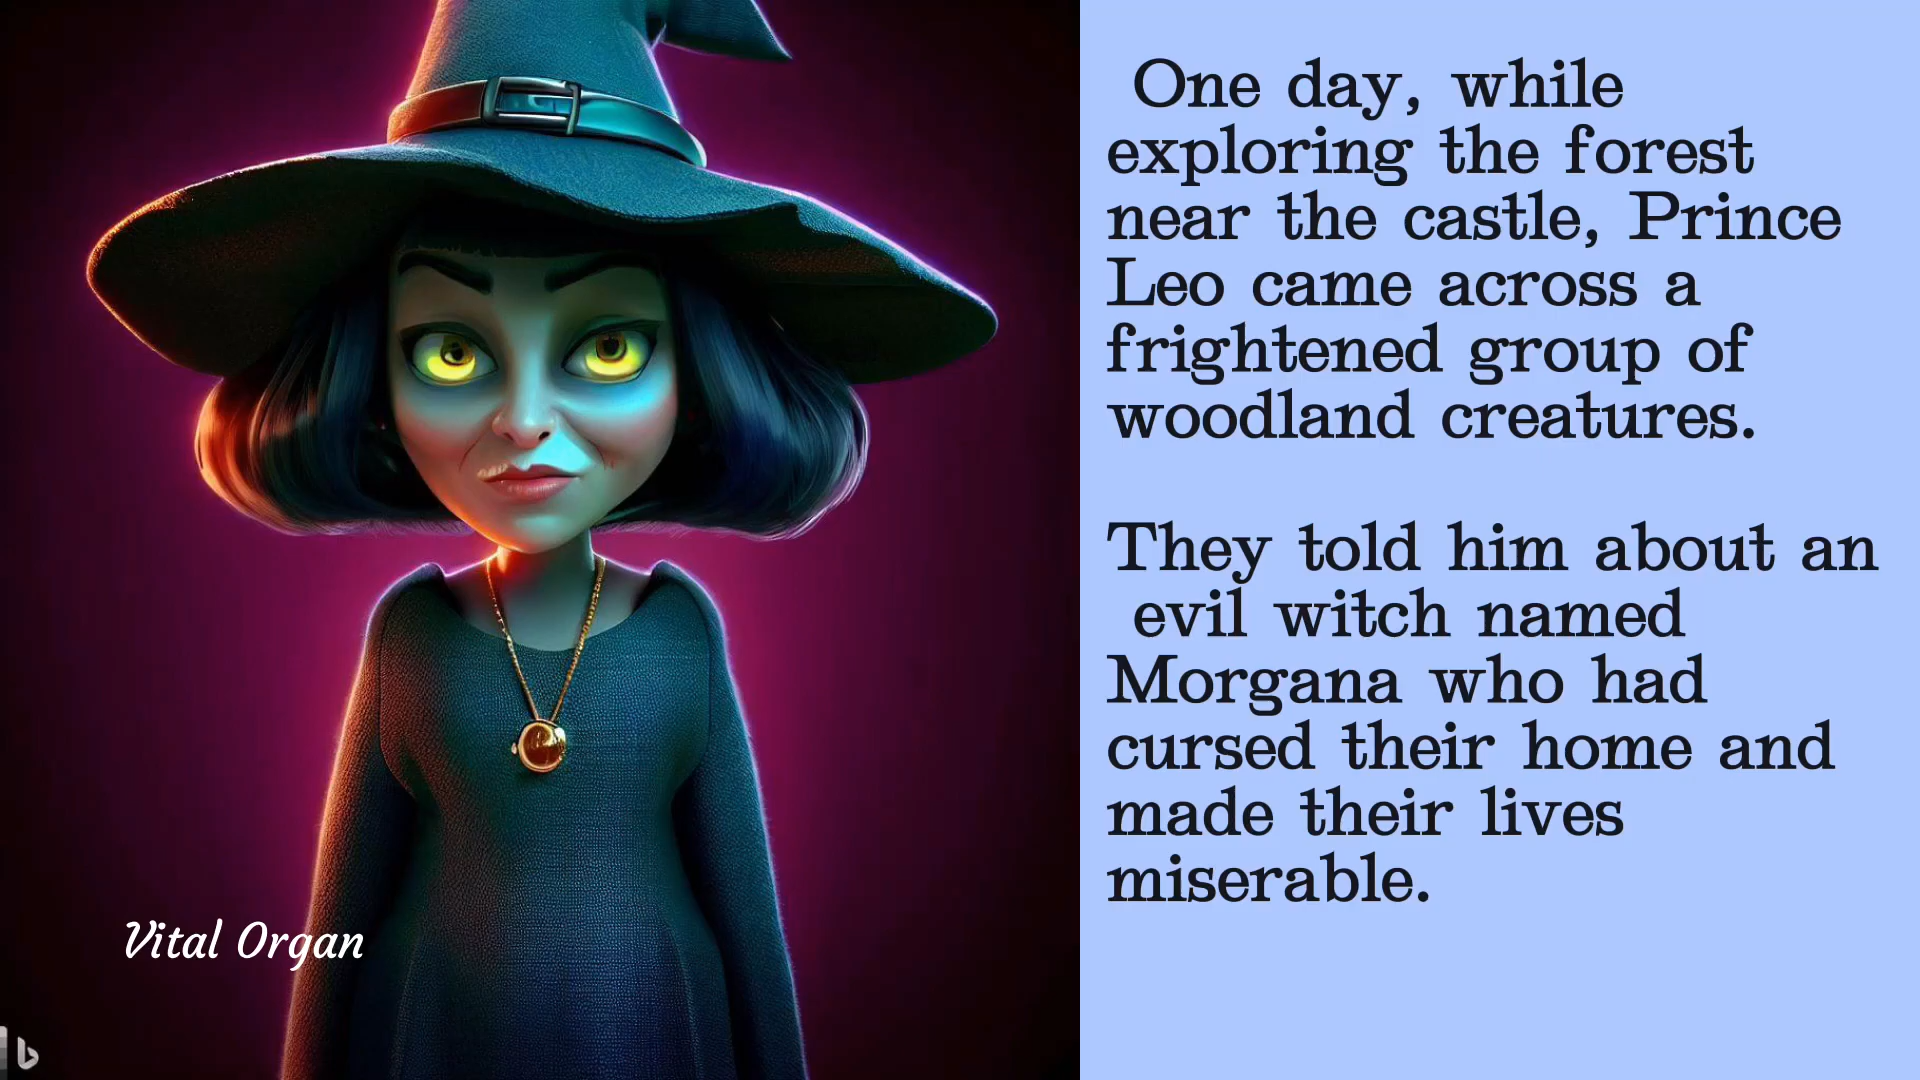 One day, while
exploring the forest
near the castle, Prince
Leo came across a
frightened group of
woodland creatures.
They told him about an
evil witch named
Morgana who had
cursed their home and
made their lives
miserable.
Vital Organ
b